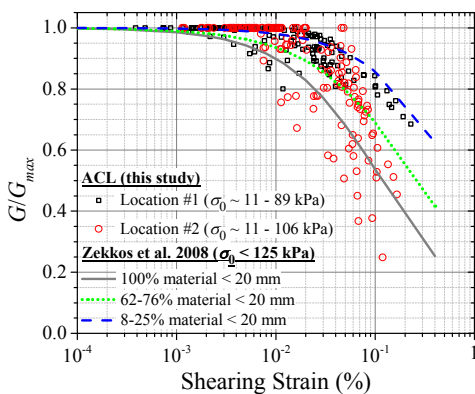 1.0
0.8
0.6
0.4
0.2
0.0
G/Gmax
ACL (this study)
Location #1 (σ0 ~ 11 - 89 kPa)
Location #2 (σ0 ~ 11 - 106 kPa)
Zekkos et al. 2008 (σ0 < 125 kPa)
100% material < 20 mm
62-76% material < 20 mm
8-25% material < 20 mm
10⁻⁴ 10⁻³ 10⁻² 10⁻¹ 1
Shearing Strain (%)